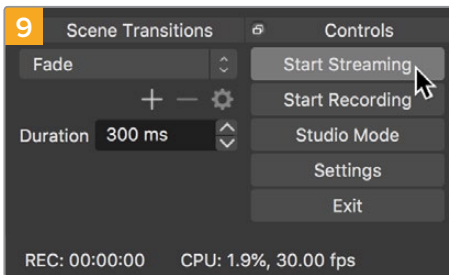 9
Scene Transitions
Controls
Fade
Start Streaming
Start Recording
Duration 300 ms
Studio Mode
Settings
Exit
REC: 00:00:00 CPU: 1.9%, 30.00 fps